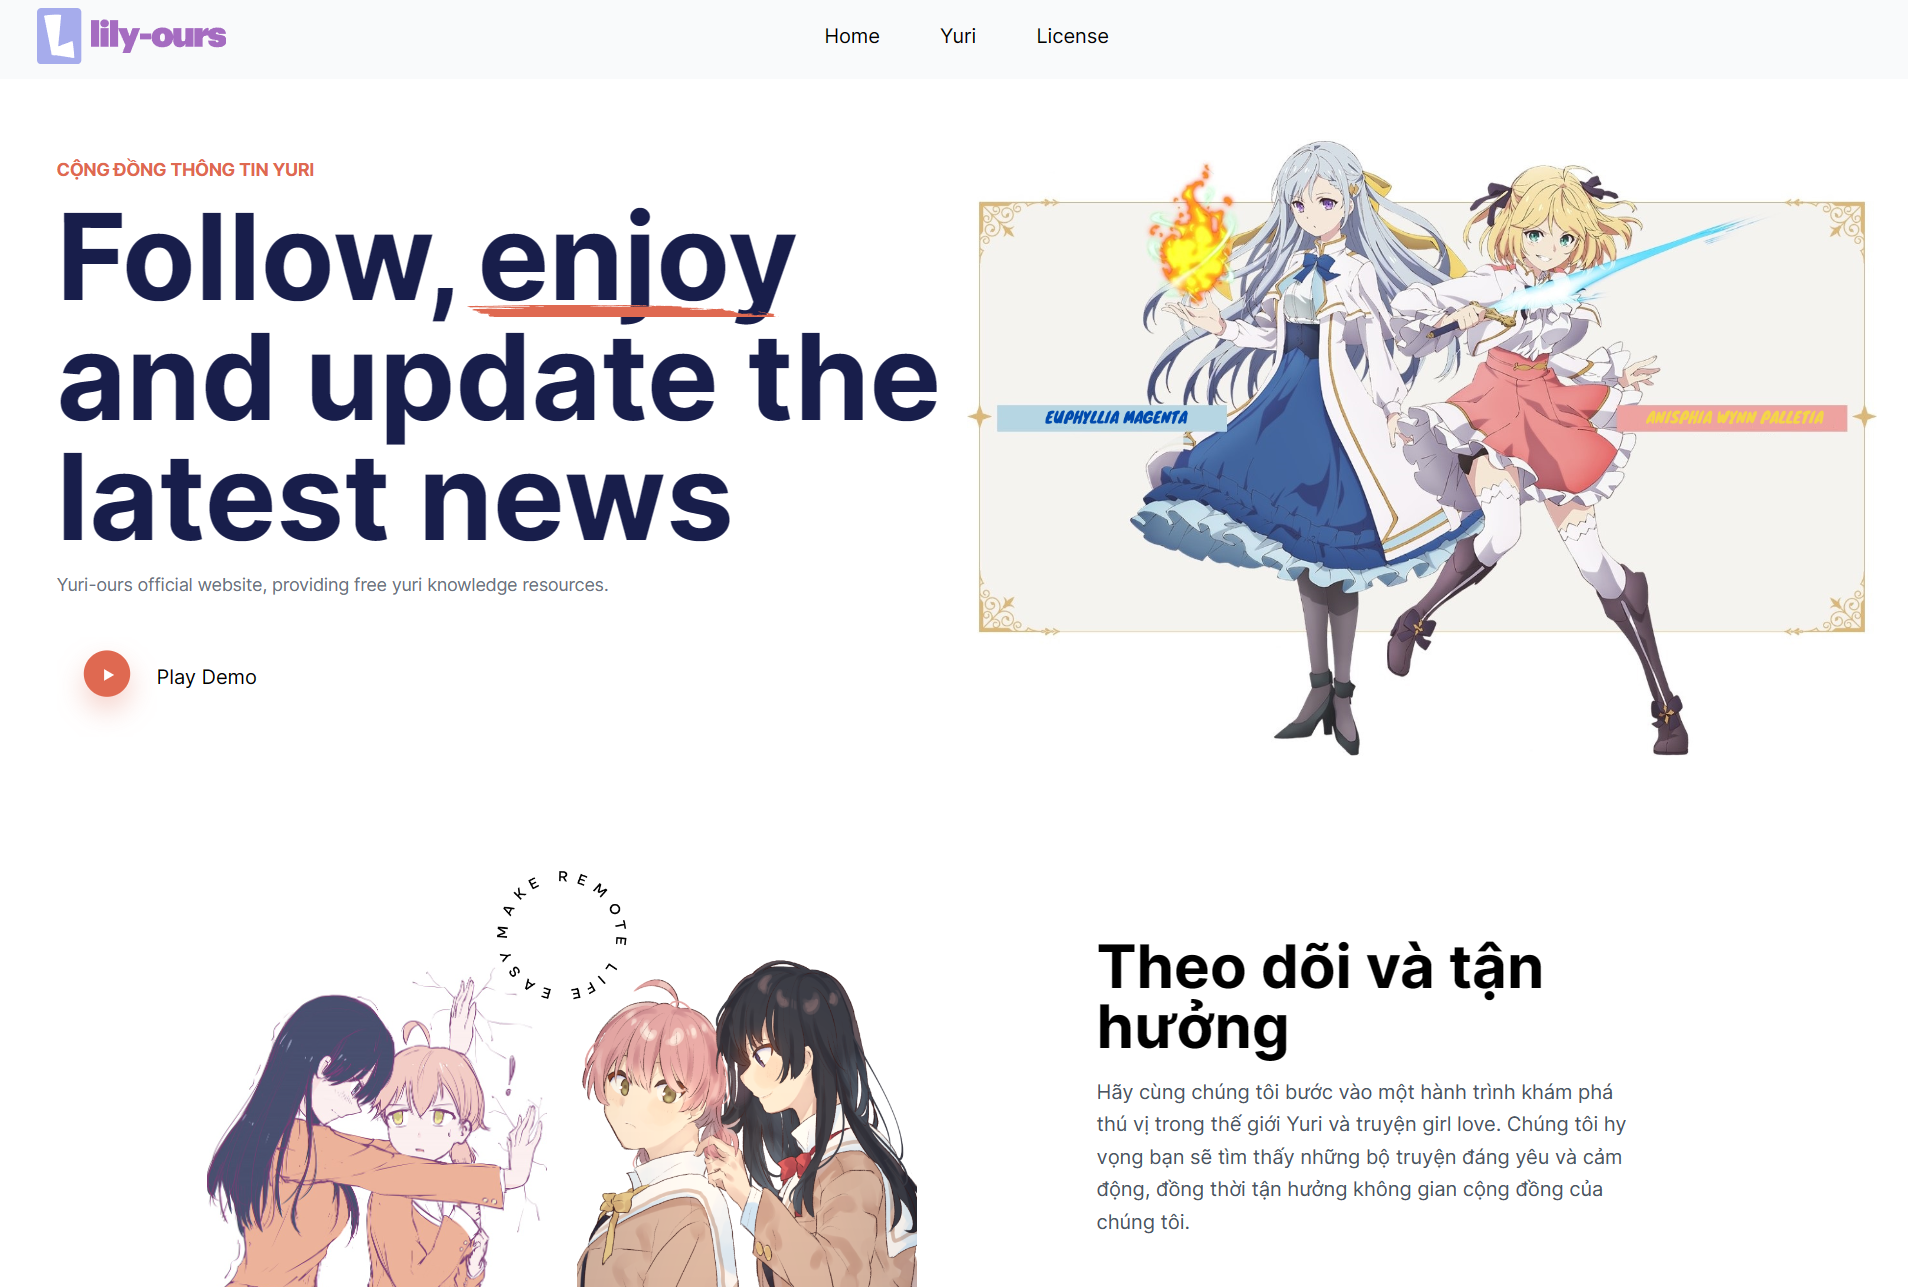 lily-ours
Home
Yuri
License
CỘNG ĐỒNG THÔNG TIN YURI
Follow, enjoy
and update the
latest news
Yuri-ours official website, providing free yuri knowledge resources.
Play Demo
EUPHYLLIA MAGENTA
ANISPHIA WYNN PALLETIA
MAKE REMOTE LIFE EASY
Theo dõi và tận
hưởng
Hãy cùng chúng tôi bước vào một hành trình khám phá
thú vị trong thế giới Yuri và truyện girl love. Chúng tôi hy
vọng bạn sẽ tìm thấy những bộ truyện đáng yêu và cảm
động, đồng thời tận hưởng không gian cộng đồng của
chúng tôi.